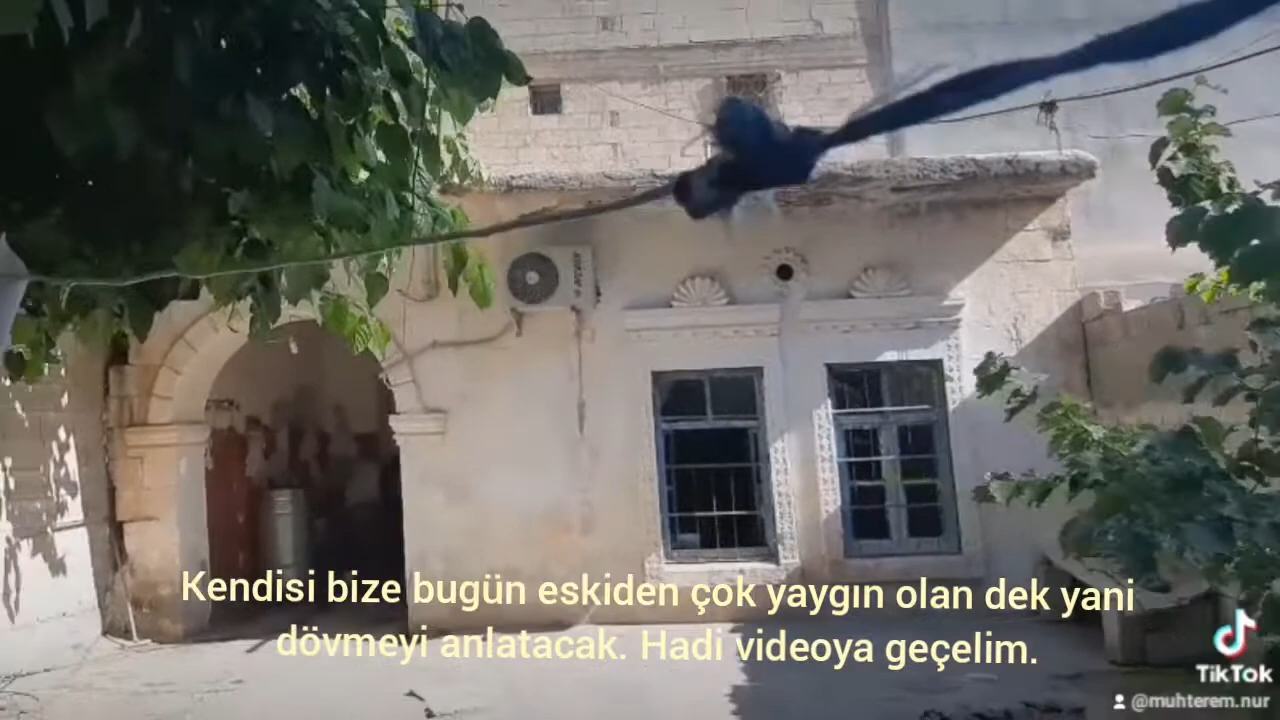 Kendisi bize bugün eskiden çok yaygın olan dek yani
dövmeyi anlatacak. Hadi videoya geçelim.
TikTok
@muhterem.nur